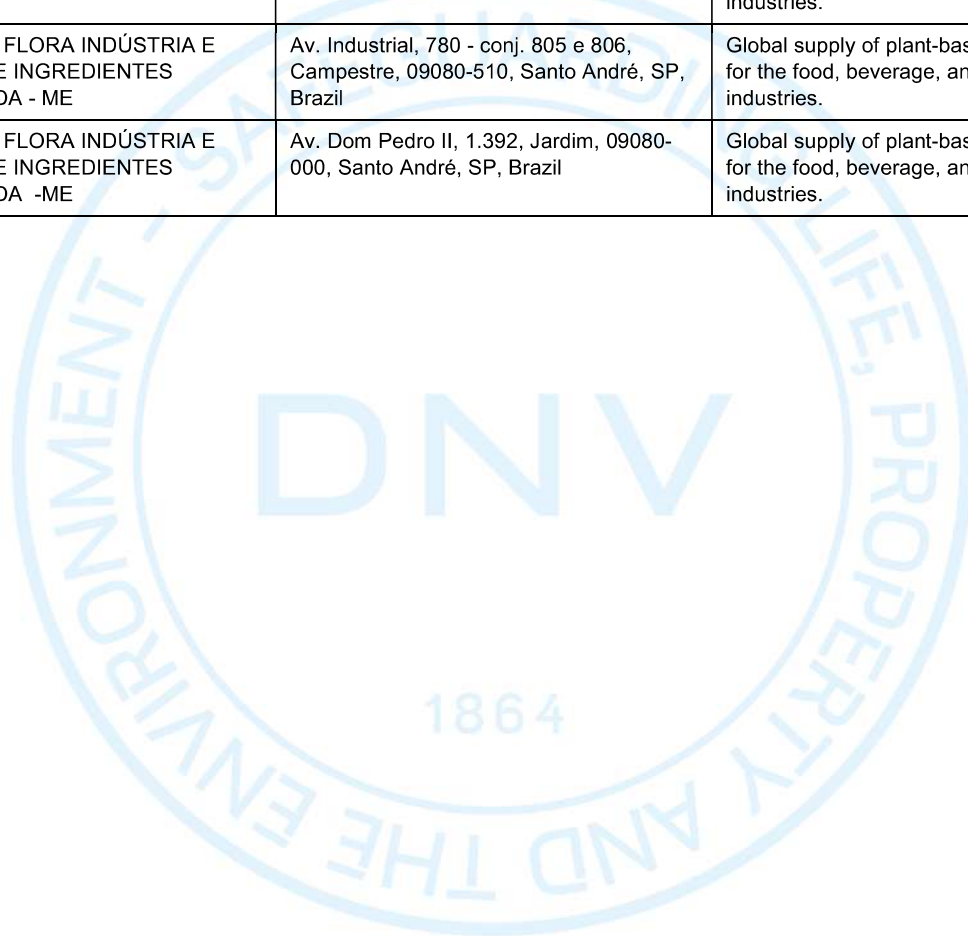 industries.
FLORA INDÚSTRIA E
E INGREDIENTES
DA - ME
Av. Industrial, 780 - conj. 805 e 806,
Campestre, 09080-510, Santo André, SP,
Brazil
Global supply of plant-bas
for the food, beverage, an
industries.
FLORA INDÚSTRIA E
E INGREDIENTES
DA -ME
Av. Dom Pedro II, 1.392, Jardim, 09080-
000, Santo André, SP, Brazil
Global supply of plant-bas
for the food, beverage, an
industries.
SAFEGUARDING LIFE, PROPERTY AND THE ENVIRONMENT -
DNV
1864